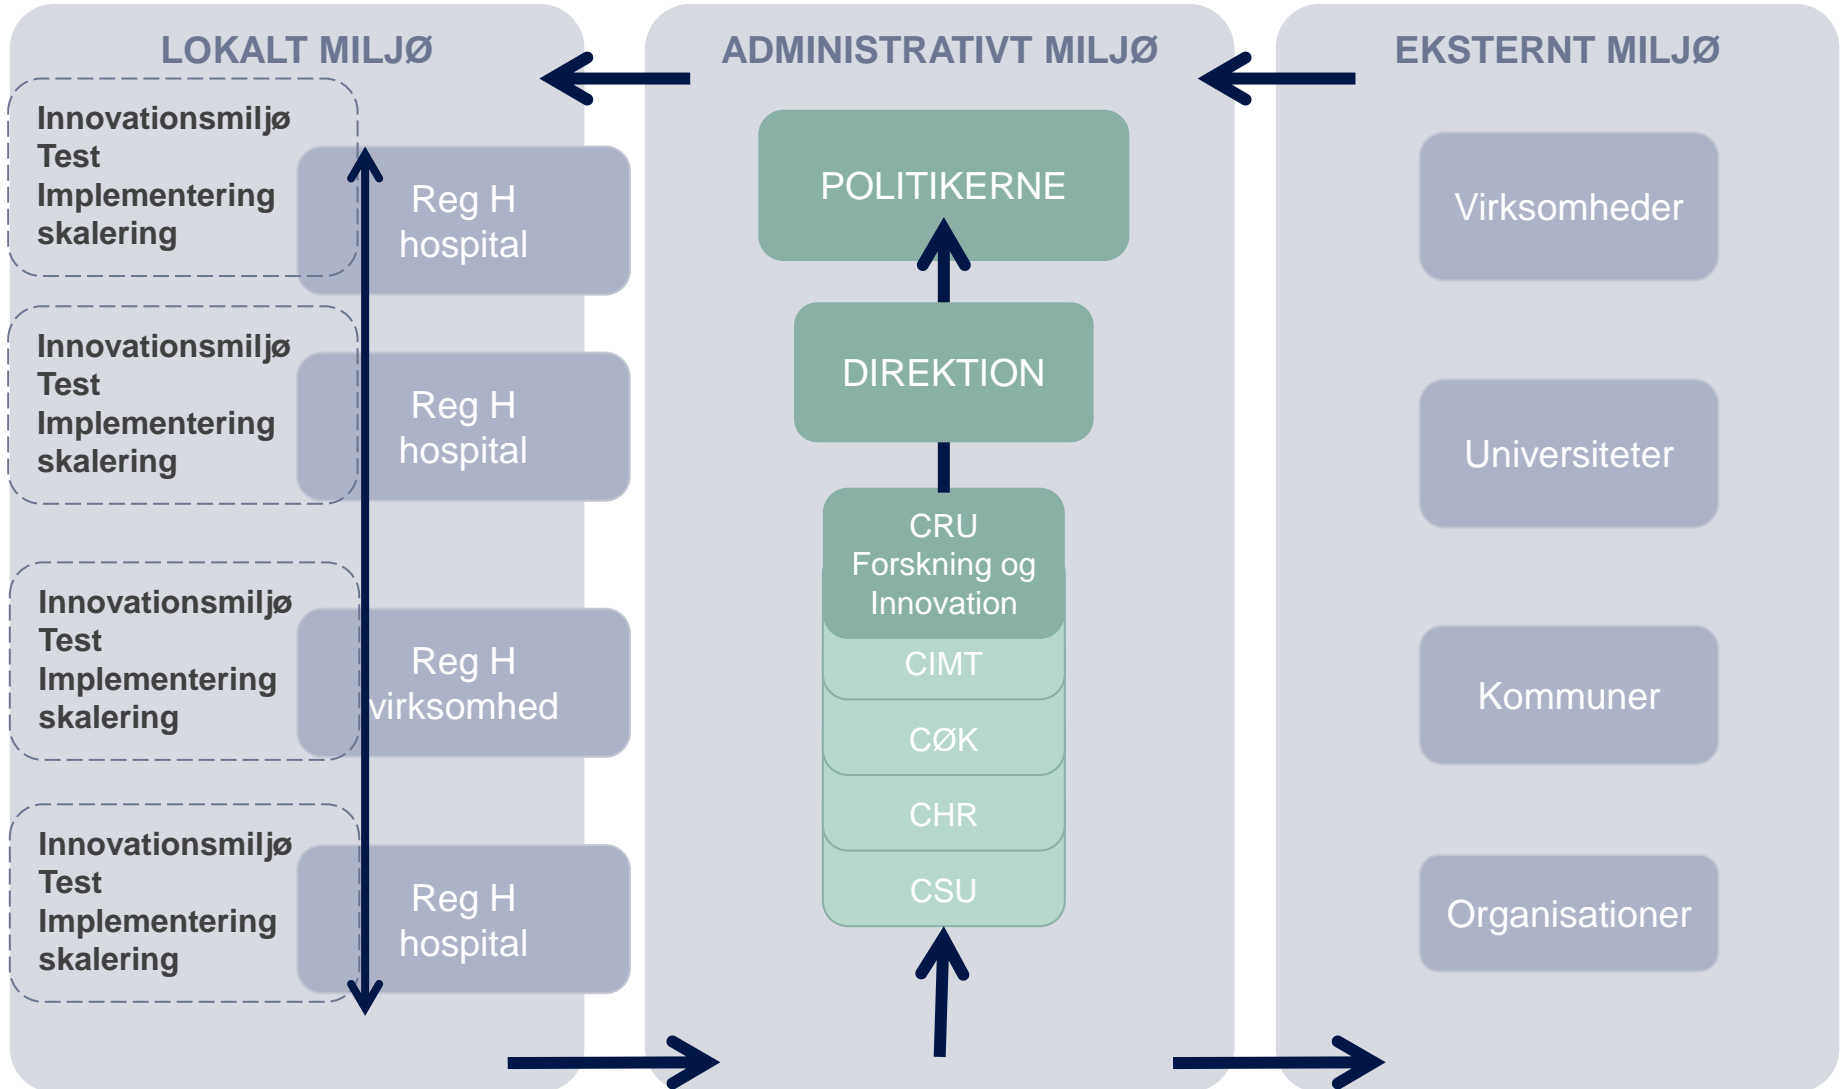 LOKALT MILJØ
Innovationsmiljø
Test
Implementering
skalering
Reg H
hospital
Innovationsmiljø
Test
Implementering
skalering
Reg H
hospital
Innovationsmiljø
Test
Implementering
skalering
Reg H
virksomhed
Innovationsmiljø
Test
Implementering
skalering
Reg H
hospital
ADMINISTRATIVT MILJØ
POLITIKERNE
DIREKTION
CRU
Forskning og
Innovation
CIMT
CØK
CHR
CSU
EKSTERNT MILJØ
Virksomheder
Universiteter
Kommuner
Organisationer